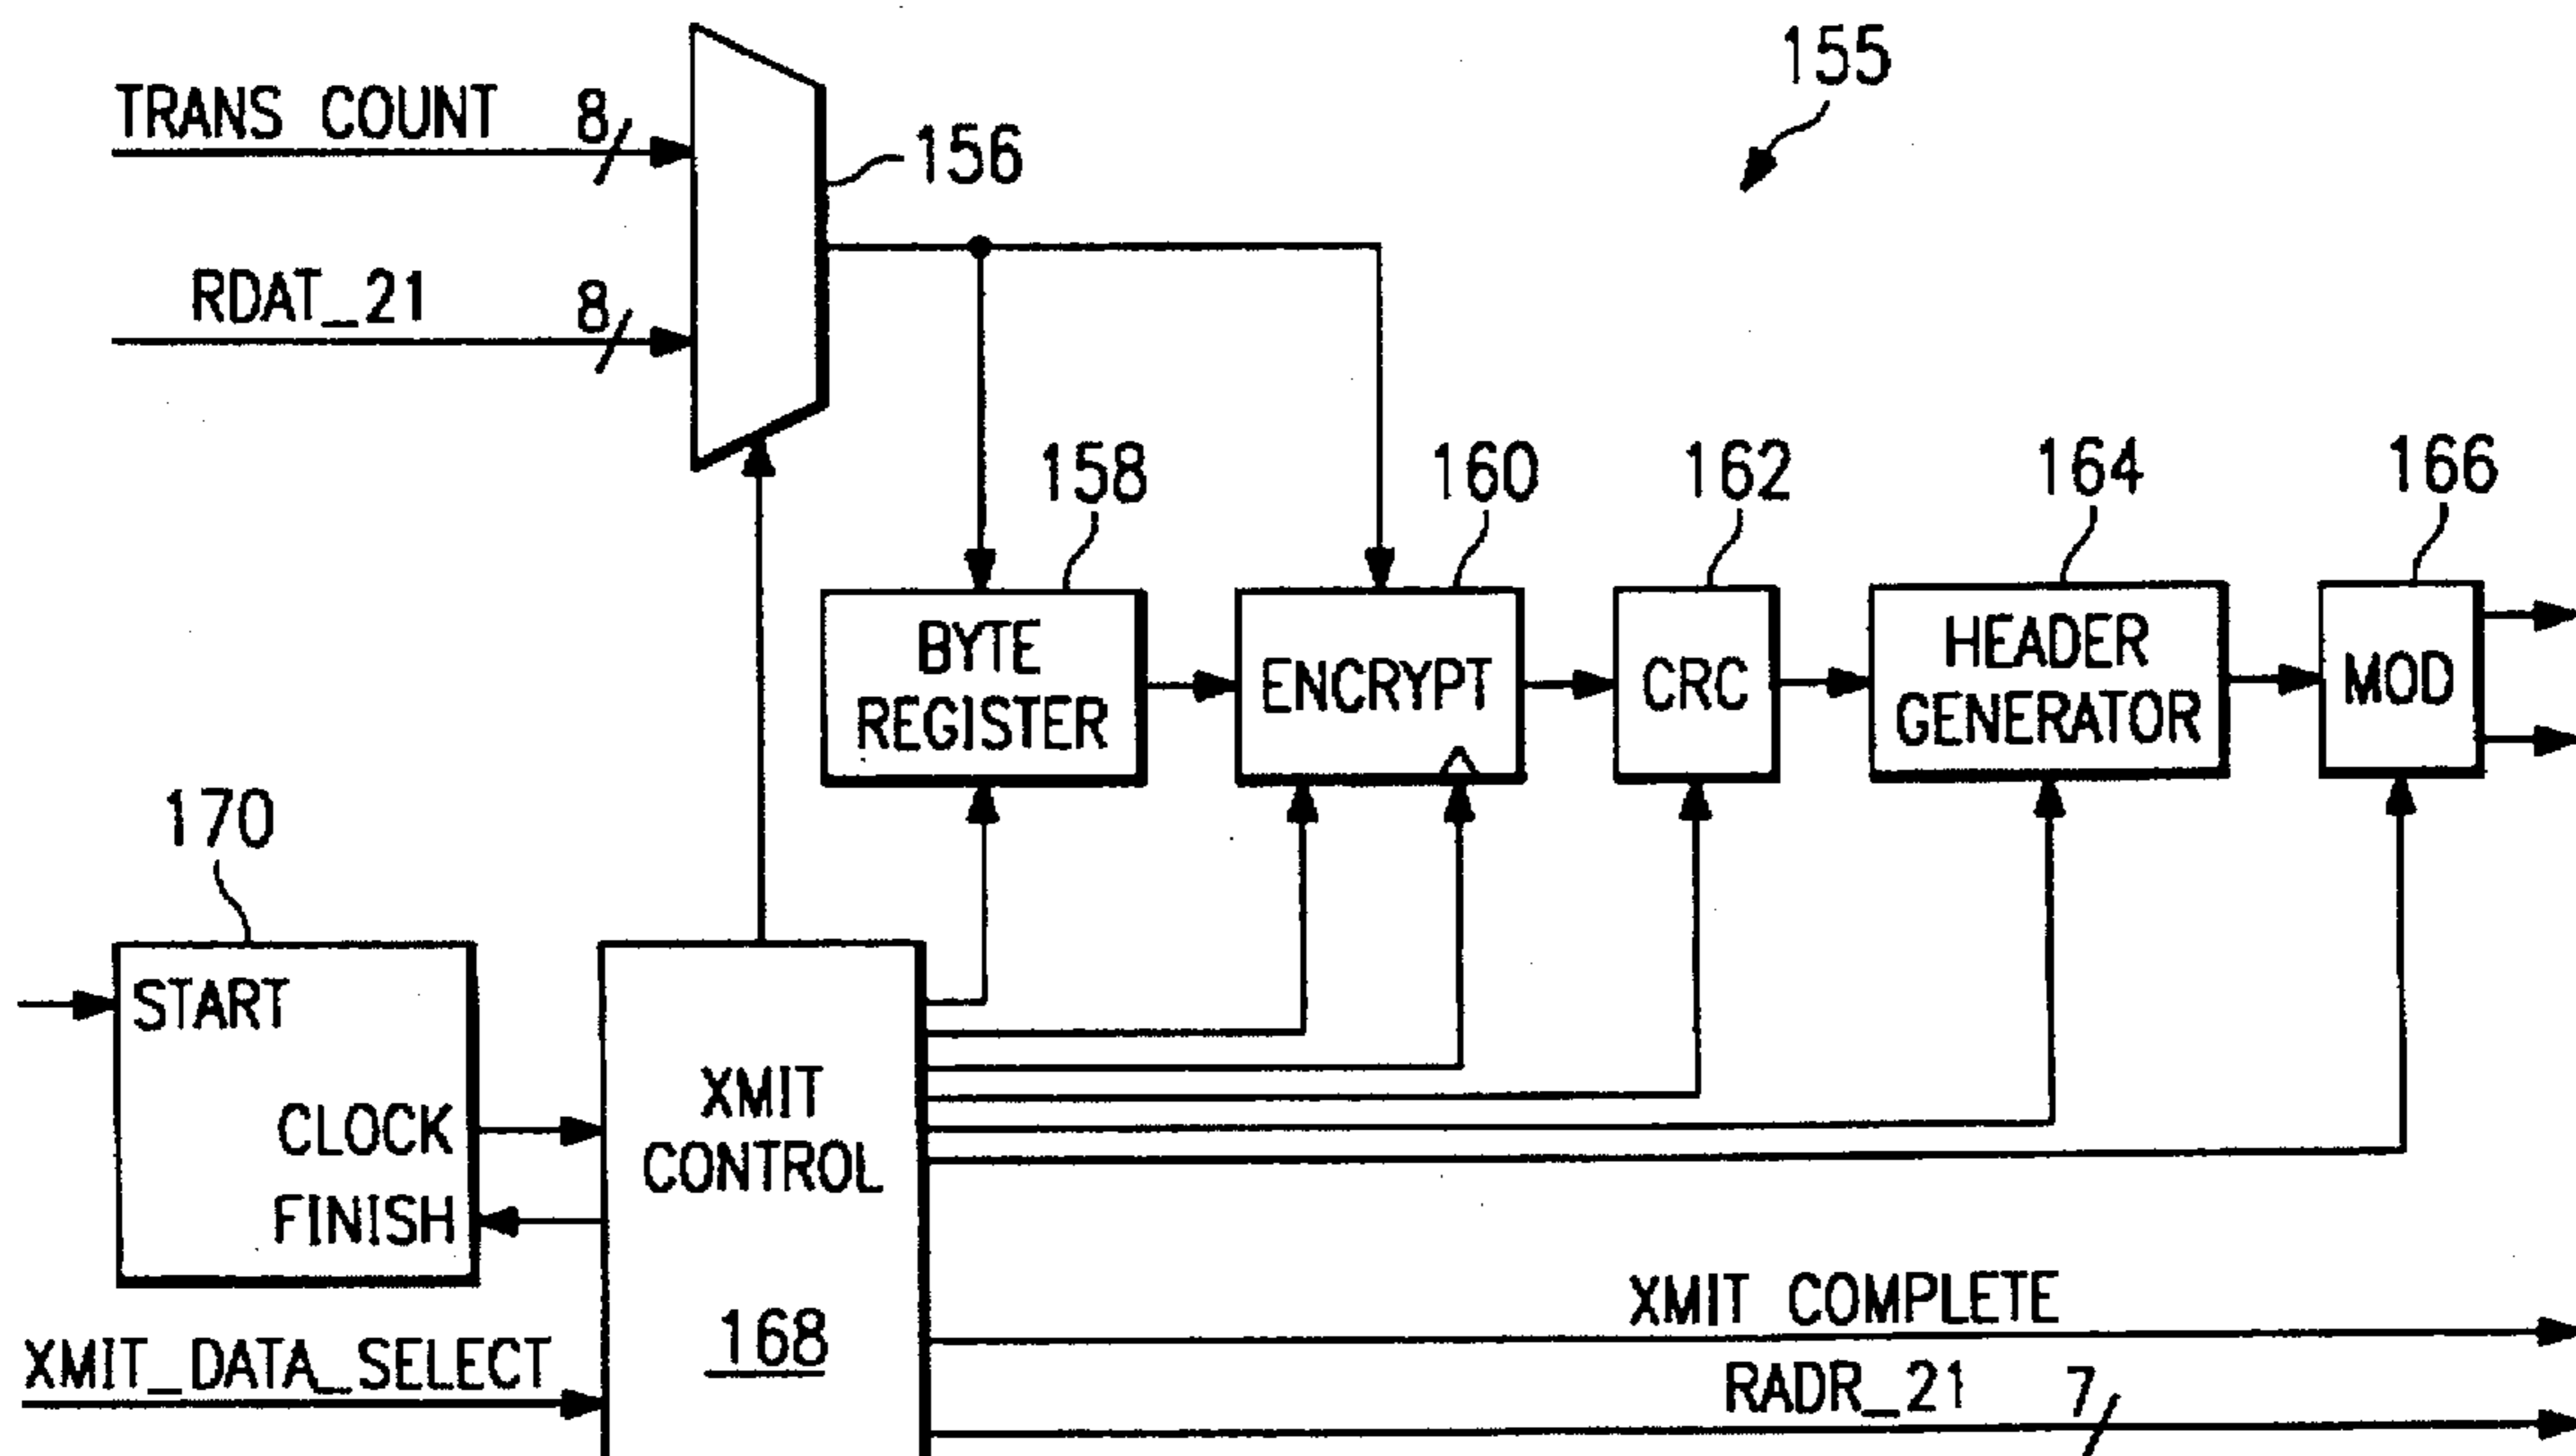 155
TRANS COUNT 8
156
RDAT_21 8
158
160
162
164
166
BYTE
REGISTER
ENCRYPT
CRC
HEADER
GENERATOR
MOD
170
START
CLOCK
FINISH
XMIT
CONTROL
168
XMIT_DATA_SELECT
XMIT COMPLETE
RADR_21 7